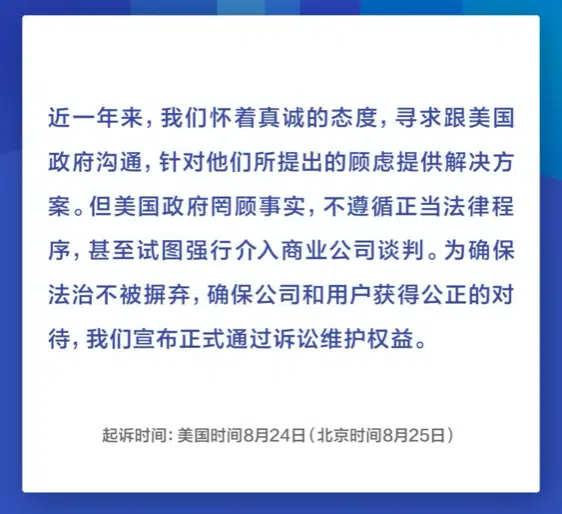 近一年来，我们怀着真诚的态度，寻求跟美国
政府沟通，针对他们所提出的顾虑提供解决方
案。但美国政府罔顾事实，不遵循正当法律程
序，甚至试图强行介入商业公司谈判。为确保
法治不被摒弃，确保公司和用户获得公正的对
待，我们宣布正式通过诉讼维护权益。
起诉时间：美国时间8月24日（北京时间8月25日）